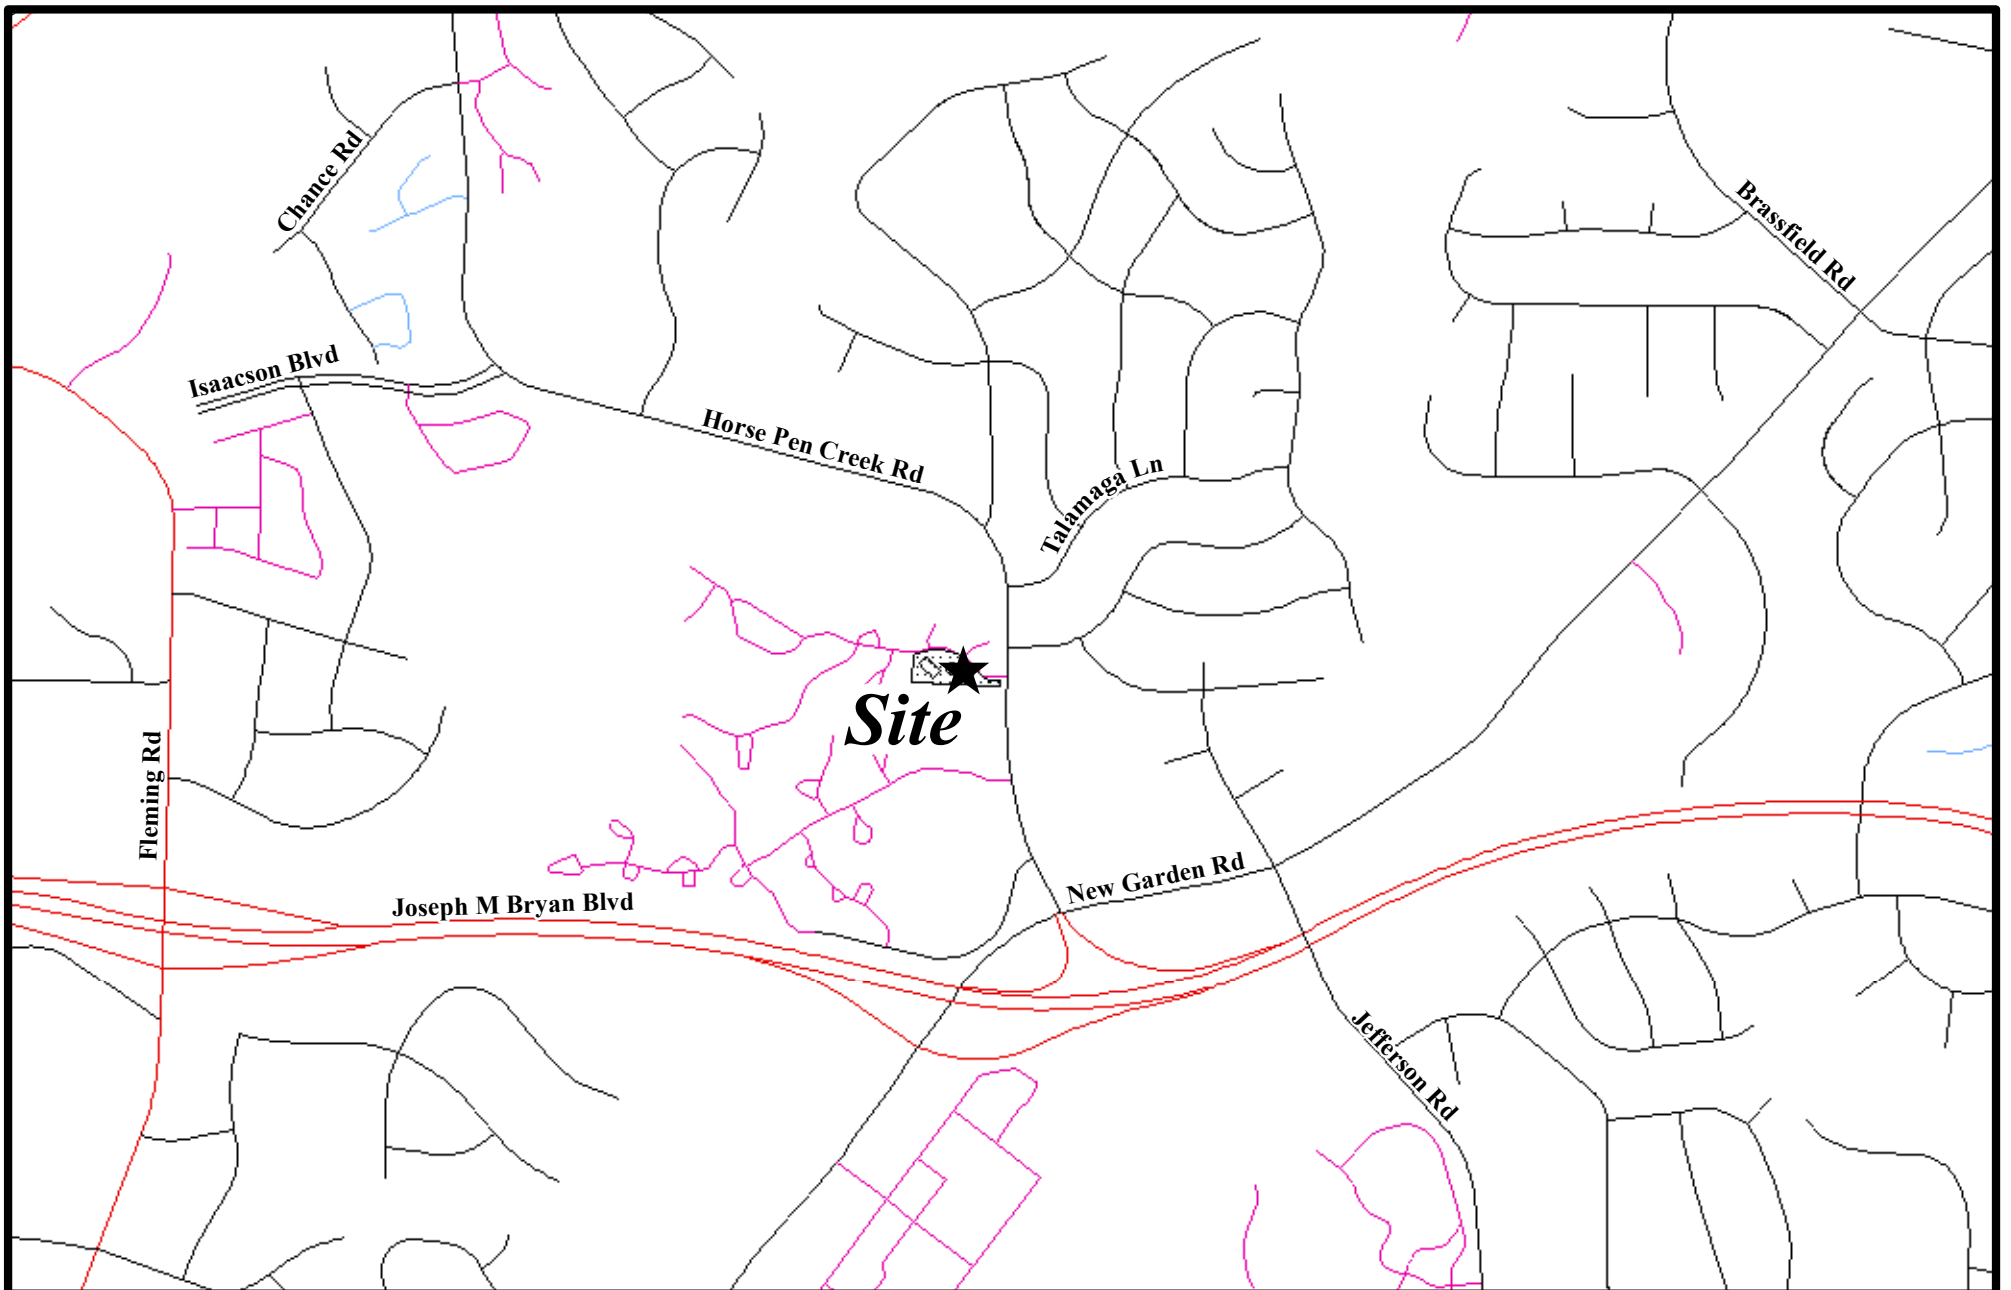 Chance Rd
Brassfield Rd
Isaacson Blvd
Horse Pen Creek Rd
Talamaga Ln
Site
Fleming Rd
New Garden Rd
Joseph M Bryan Blvd
Jefferson Rd